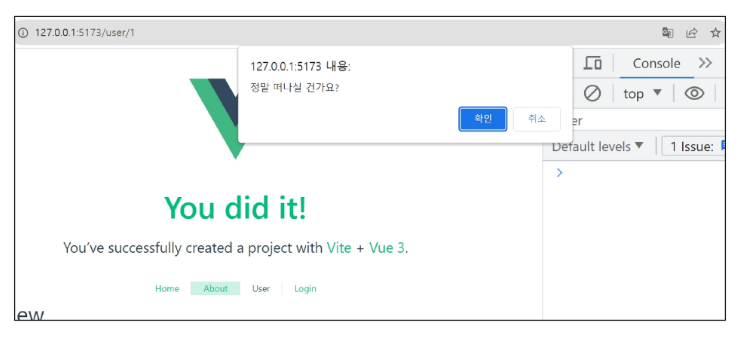 127.0.0.1:5173/user/1
127.0.0.1:5173 내용:
정말 떠나실 건가요?
확인 취소
Console
top
er
Default levels 1 Issue:
You did it!
You've successfully created a project with Vite + Vue 3.
Home About User Login
ew